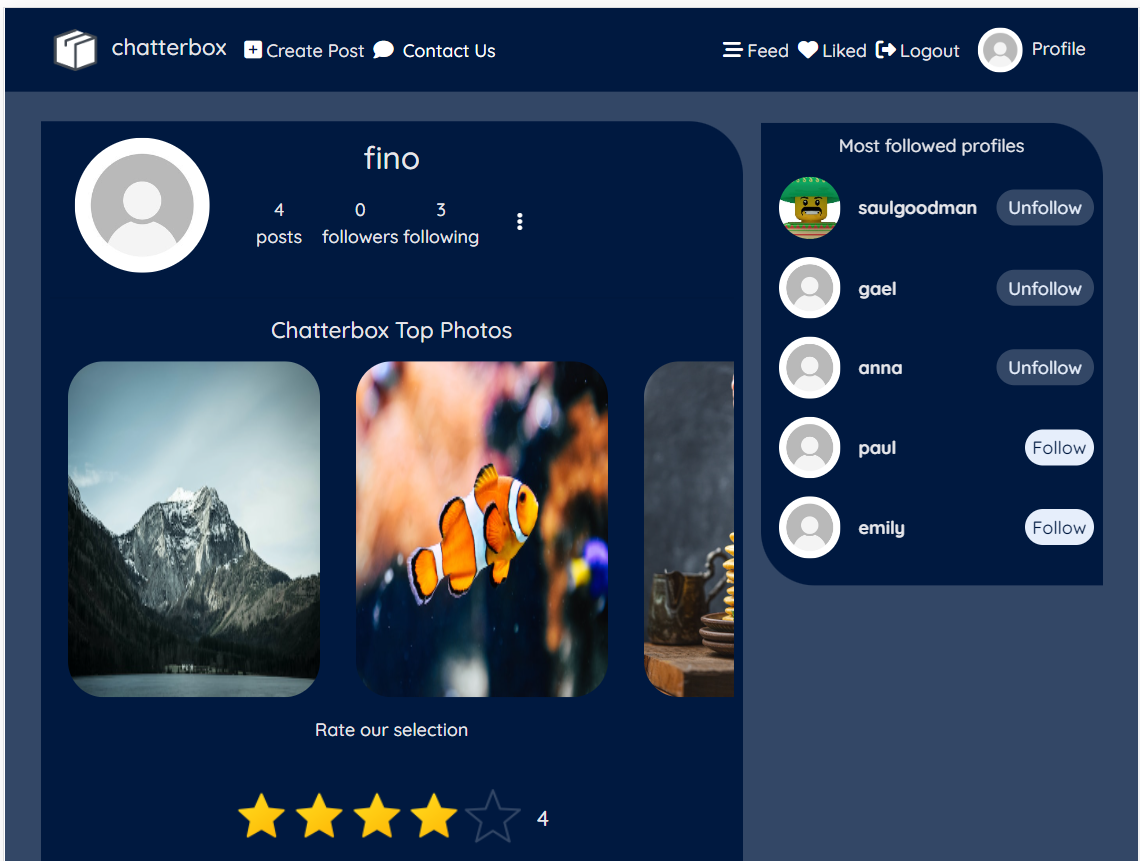 chatterbox Create Post Contact Us Feed Liked Logout Profile
fino
4 0 3
posts followers following
Chatterbox Top Photos
Rate our selection
4
Most followed profiles
saulgoodman Unfollow
gael Unfollow
anna Unfollow
paul Follow
emily Follow